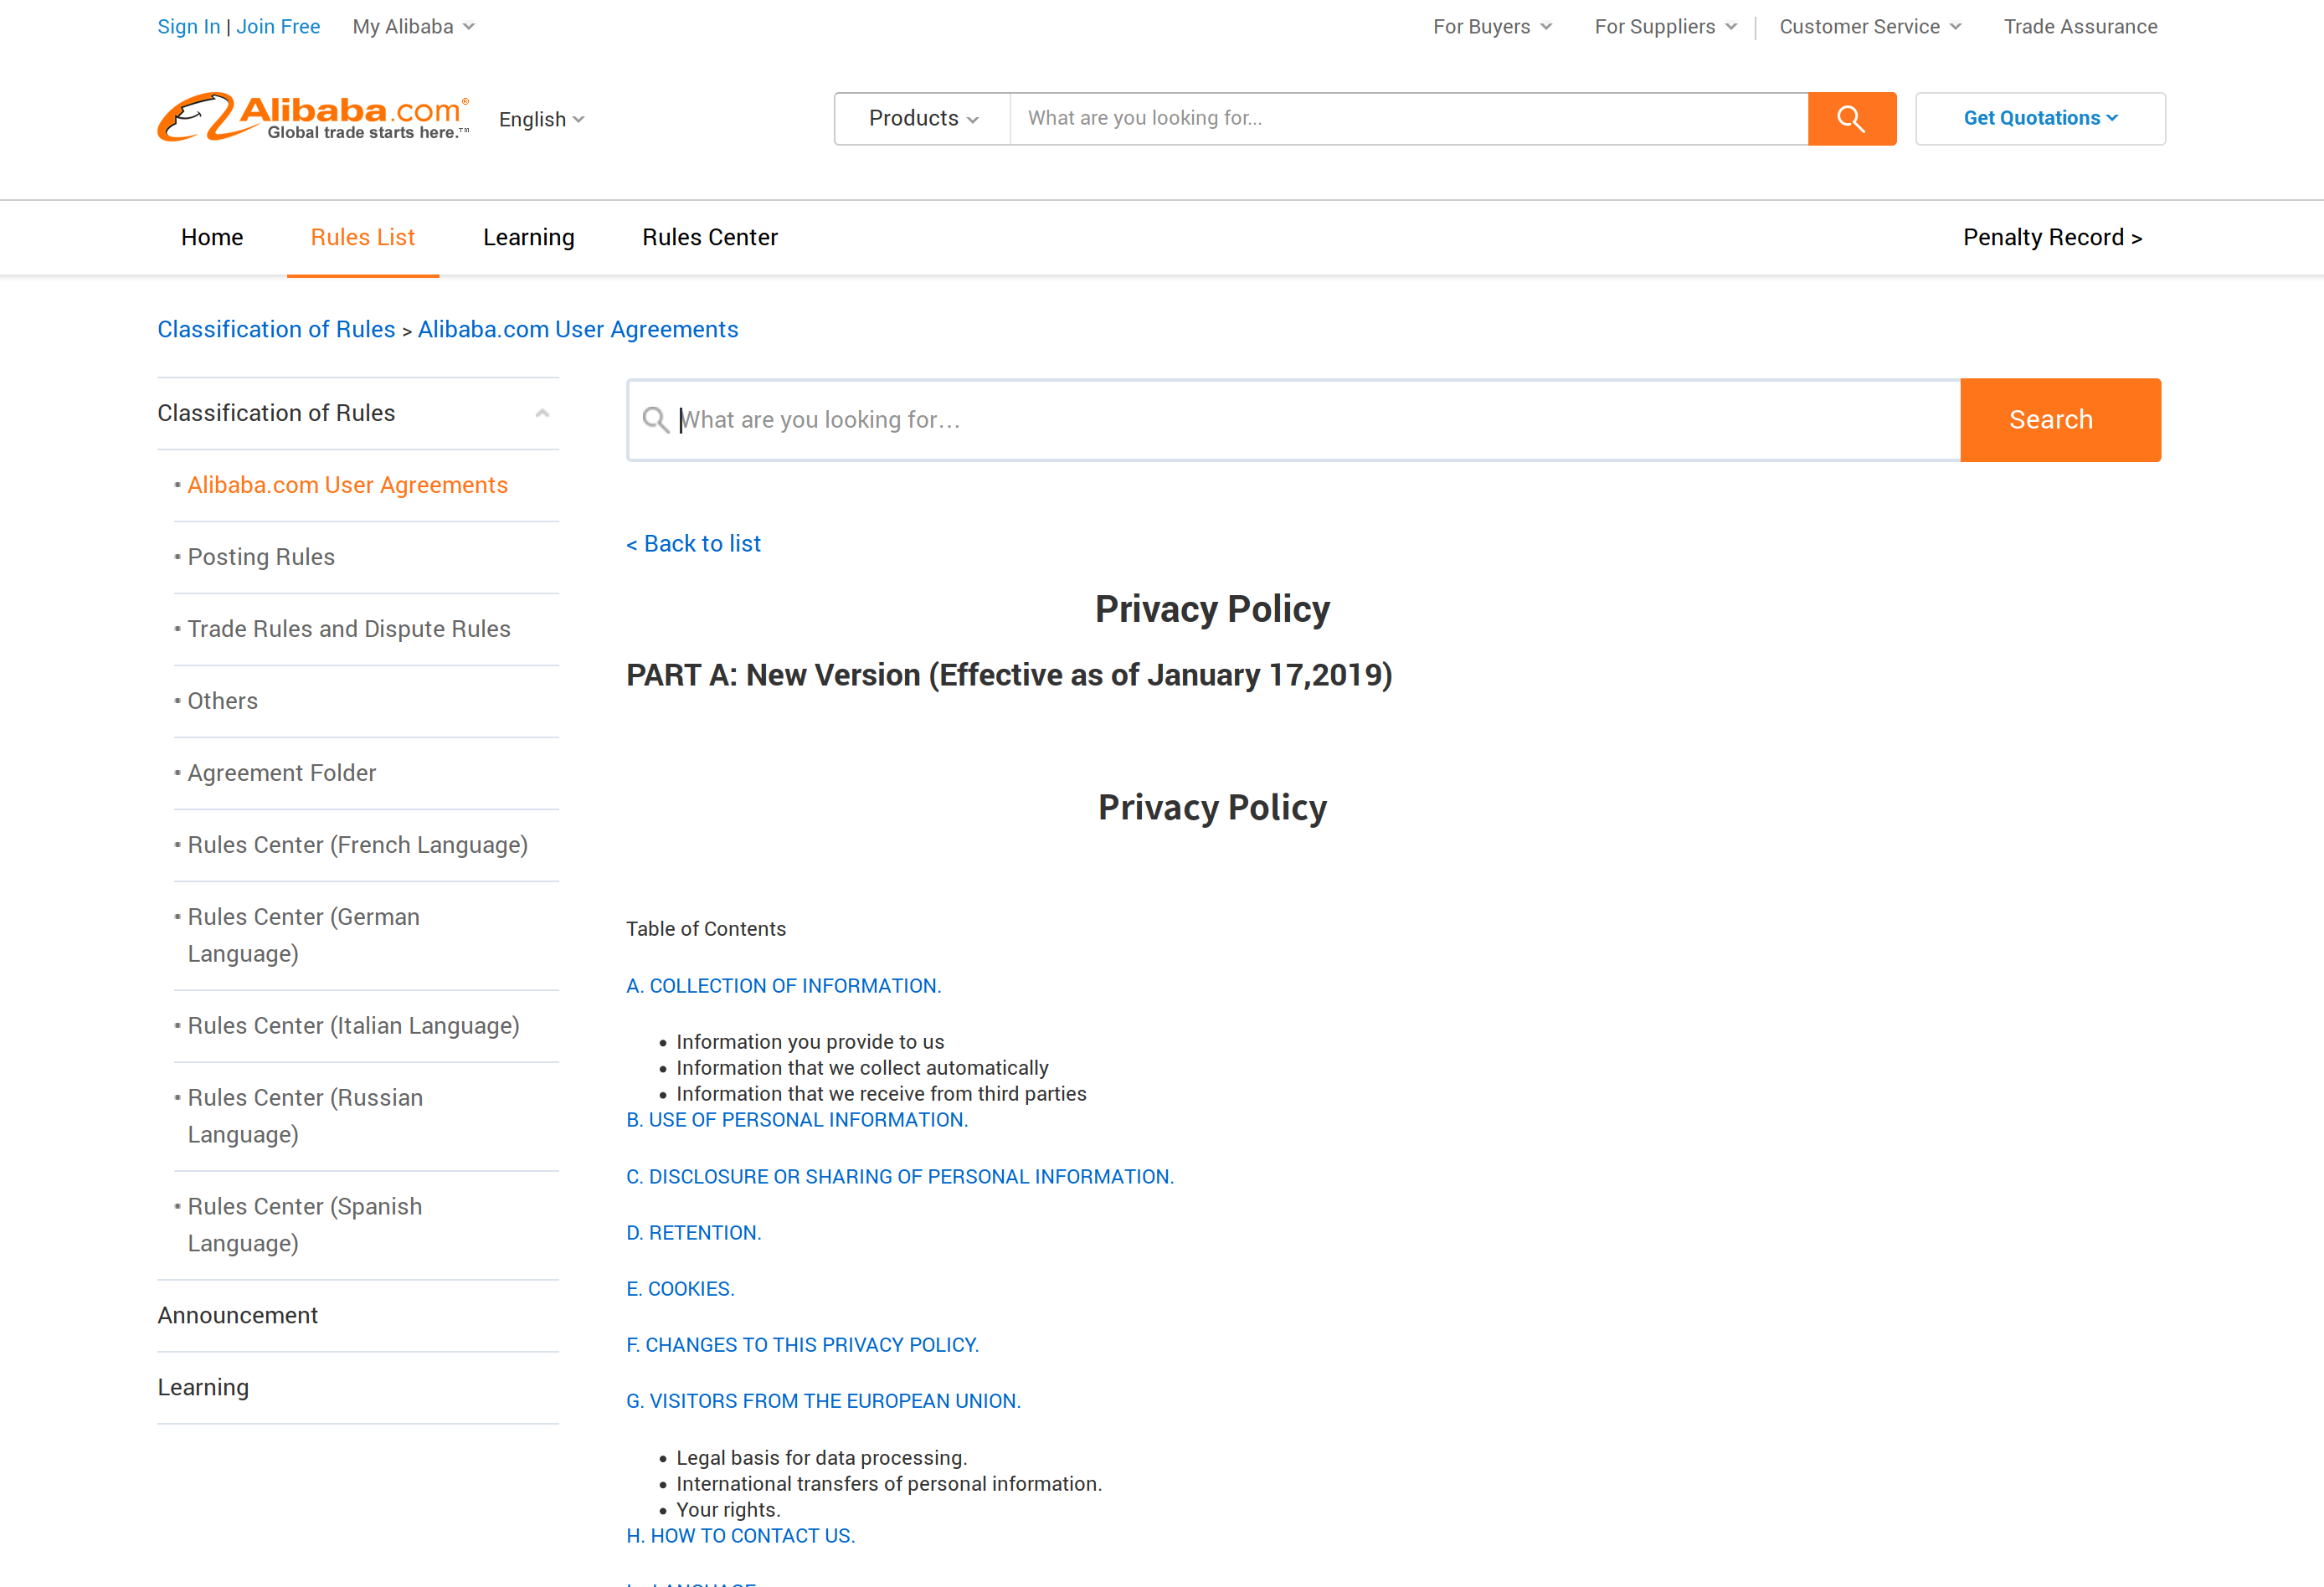 Sign In | Join Free My Alibaba For Buyers For Suppliers Customer Service Trade Assurance
Alibaba.com®
Global trade starts here.™
English Products What are you looking for... Get Quotations
Home Rules List Learning Rules Center Penalty Record >
Classification of Rules > Alibaba.com User Agreements
Classification of Rules
• Alibaba.com User Agreements
• Posting Rules
• Trade Rules and Dispute Rules
• Others
• Agreement Folder
• Rules Center (French Language)
• Rules Center (German
Language)
• Rules Center (Italian Language)
• Rules Center (Russian
Language)
• Rules Center (Spanish
Language)
Announcement
Learning
What are you looking for... Search
< Back to list
Privacy Policy
PART A: New Version (Effective as of January 17,2019)
Privacy Policy
Table of Contents
A. COLLECTION OF INFORMATION.
• Information you provide to us
• Information that we collect automatically
• Information that we receive from third parties
B. USE OF PERSONAL INFORMATION.
C. DISCLOSURE OR SHARING OF PERSONAL INFORMATION.
D. RETENTION.
E. COOKIES.
F. CHANGES TO THIS PRIVACY POLICY.
G. VISITORS FROM THE EUROPEAN UNION.
• Legal basis for data processing.
• International transfers of personal information.
• Your rights.
H. HOW TO CONTACT US.